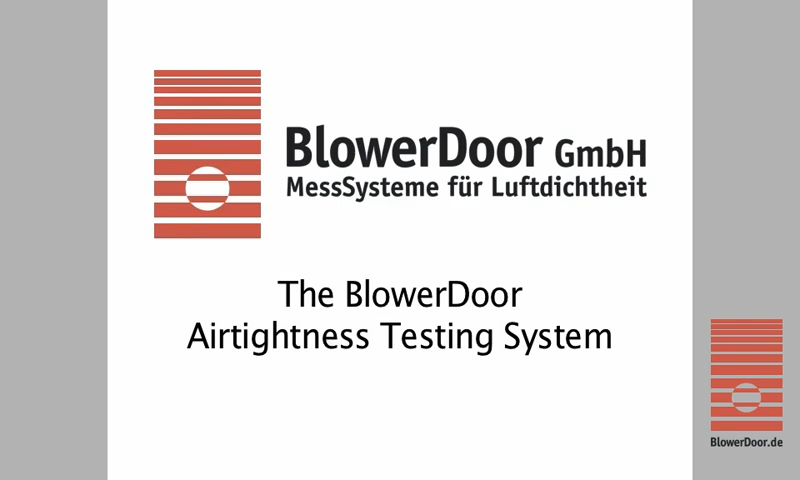 BlowerDoor GmbH
MessSysteme für Luftdichtheit
The BlowerDoor
Airtightness Testing System
BlowerDoor.de